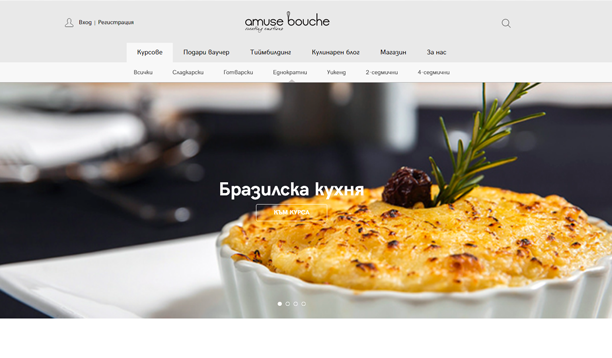 Вход | Регистрация
amuse bouche
creating emotions
Курсове Подари ваучер Тиймбилдинг Кулинарен блог Магазин За нас
Всички Сладкарски Готварски Еднократни Уикенд 2-седмични 4-седмични
Бразилска кухня
КЪМ КУРСА